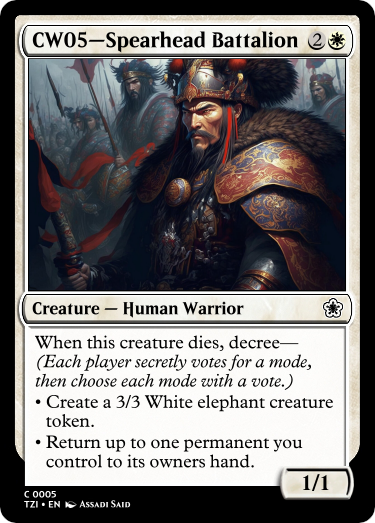 CW05—Spearhead Battalion 2
Creature — Human Warrior
When this creature dies, decree—
(Each player secretly votes for a mode,
then choose each mode with a vote.)
• Create a 3/3 White elephant creature
token.
• Return up to one permanent you
control to its owners hand.
1/1
C 0005
TZI • EN Assadi Said